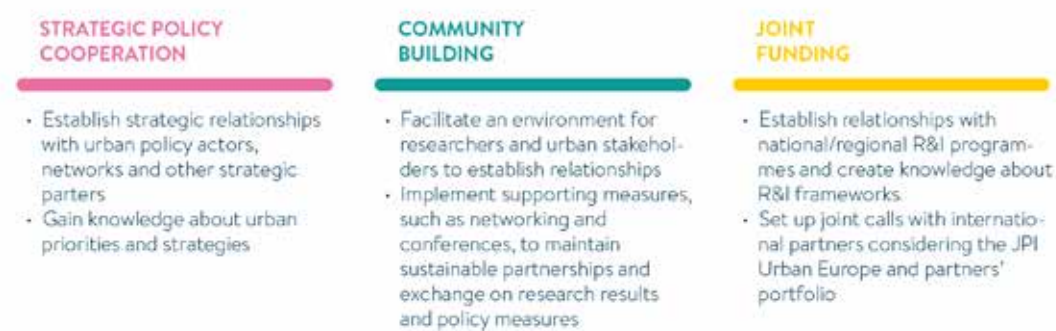 STRATEGIC POLICY
COOPERATION
• Establish strategic relationships
with urban policy actors,
networks and other strategic
parters
• Gain knowledge about urban
priorities and strategies
COMMUNITY
BUILDING
• Facilitate an environment for
researchers and urban stakehol-
ders to establish relationships
• Implement supporting measures,
such as networking and
conferences, to maintain
sustainable partnerships and
exchange on research results
and policy measures
JOINT
FUNDING
• Establish relationships with
national/regional R&I program-
mes and create knowledge about
R&I frameworks
• Set up joint calls with internatio-
nal partners considering the JPI
Urban Europe and partners'
portfolio